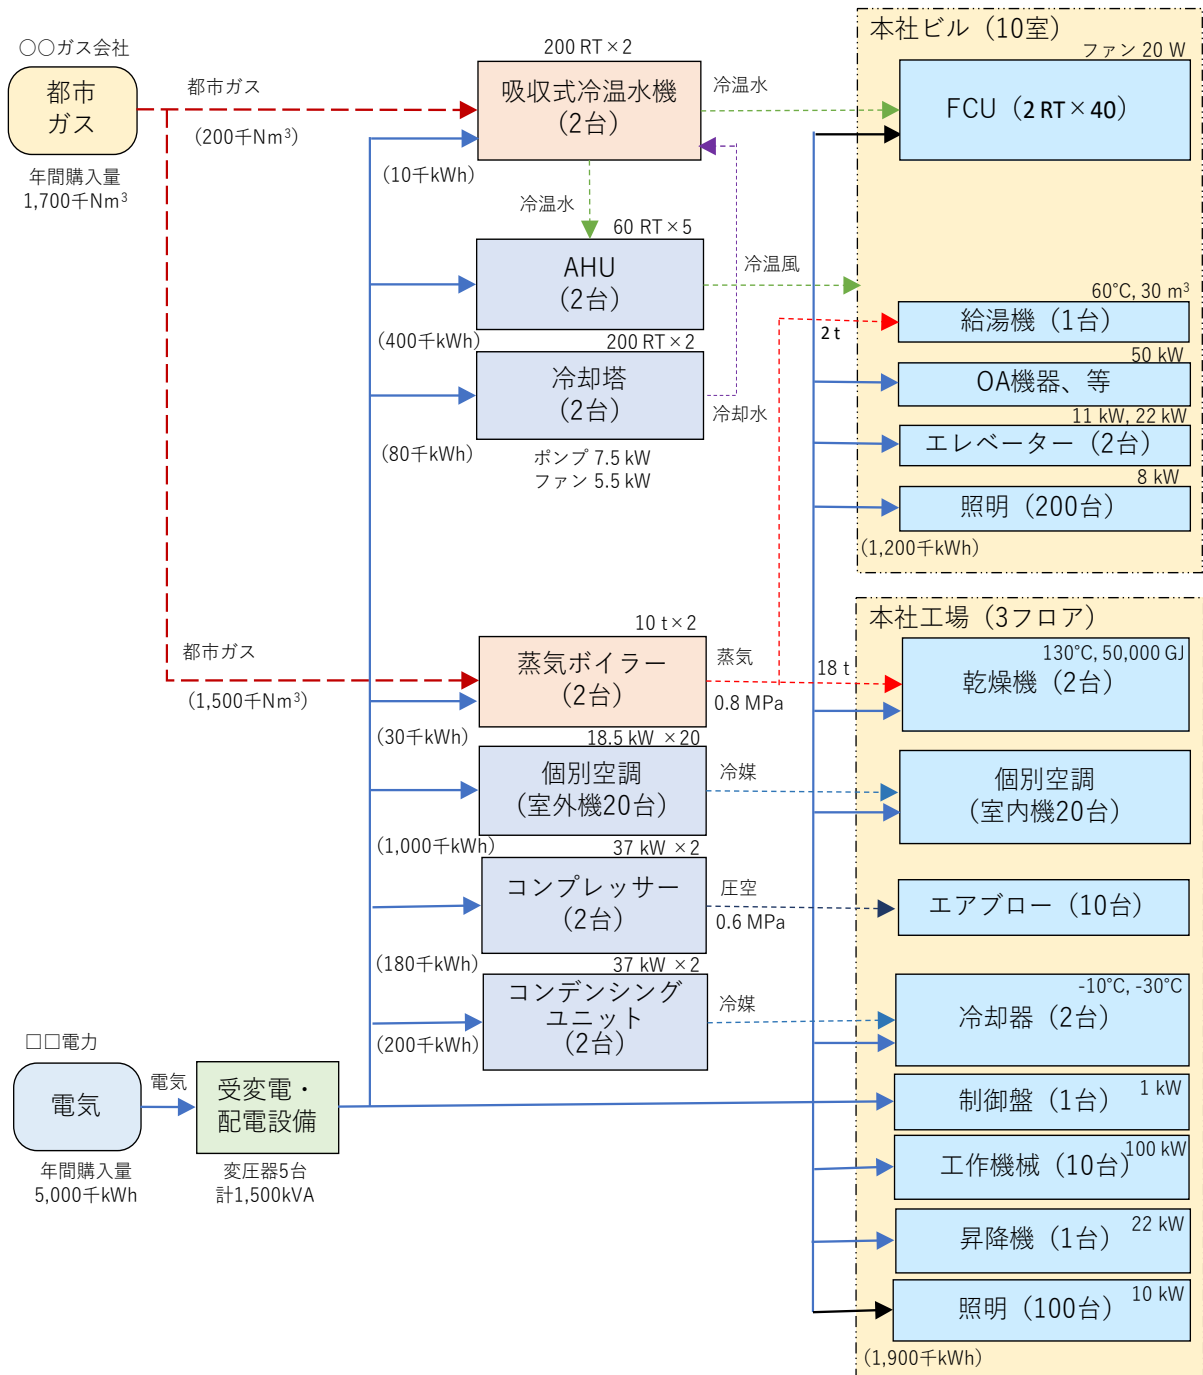 ○○ガス会社
都市
ガス
年間購入量
1,700千Nm³
都市ガス
(200千Nm³)
200 RT×2
吸収式冷温水機
(2台)
冷温水
(10千kWh)
冷温水
60 RT×5
AHU
(2台)
冷温風
(400千kWh)
200 RT×2
冷却塔
(2台)
冷却水
(80千kWh)
ポンプ 7.5 kW
ファン 5.5 kW
本社ビル（10室）
ファン 20 W
FCU（2 RT×40）
60°C, 30 m³
給湯機（1台）
2 t
50 kW
OA機器、等
11 kW, 22 kW
エレベーター（2台）
8 kW
照明（200台）
(1,200千kWh)
都市ガス
(1,500千Nm³)
10 t×2
蒸気ボイラー
(2台)
蒸気
0.8 MPa
18 t
(30千kWh)
18.5 kW ×20
個別空調
(室外機20台)
冷媒
(1,000千kWh)
37 kW ×2
コンプレッサー
(2台)
圧空
0.6 MPa
(180千kWh)
37 kW ×2
コンデンシング
ユニット
(2台)
冷媒
(200千kWh)
本社工場（3フロア）
130°C, 50,000 GJ
乾燥機（2台）
個別空調
(室内機20台)
エアブロー（10台）
-10°C, -30°C
冷却器（2台）
制御盤（1台）
1 kW
工作機械（10台）
100 kW
昇降機（1台）
22 kW
照明（100台）
10 kW
(1,900千kWh)
□□電力
電気
年間購入量
5,000千kWh
電気
受変電・
配電設備
変圧器5台
計1,500kVA